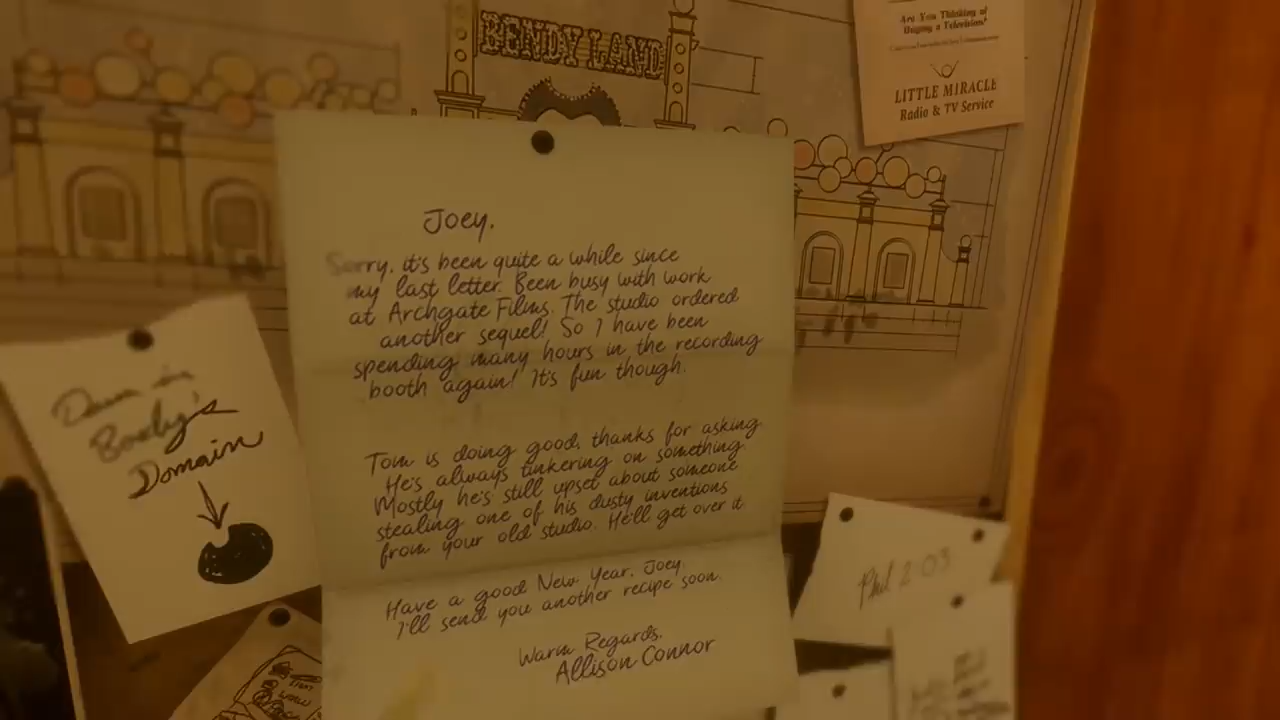 BENDY LAND
Are You Thinking of
Buying a Television?
LITTLE MIRACLE
Radio & TV Service
Joey,
Sorry, it's been quite a while since
my last letter. Been busy with work
at Archgate Films. The studio ordered
another sequel! So I have been
spending many hours in the recording
booth again! It's fun though.
Tom is doing good, thanks for asking.
He's always tinkering on something.
Mostly he's still upset about someone
stealing one of his dusty inventions
from your old studio. He'll get over it.
Have a good New Year, Joey.
I'll send you another recipe soon.
Warm Regards,
Allison Connor
Down in
Bendy's
Domain
Phil 2:03